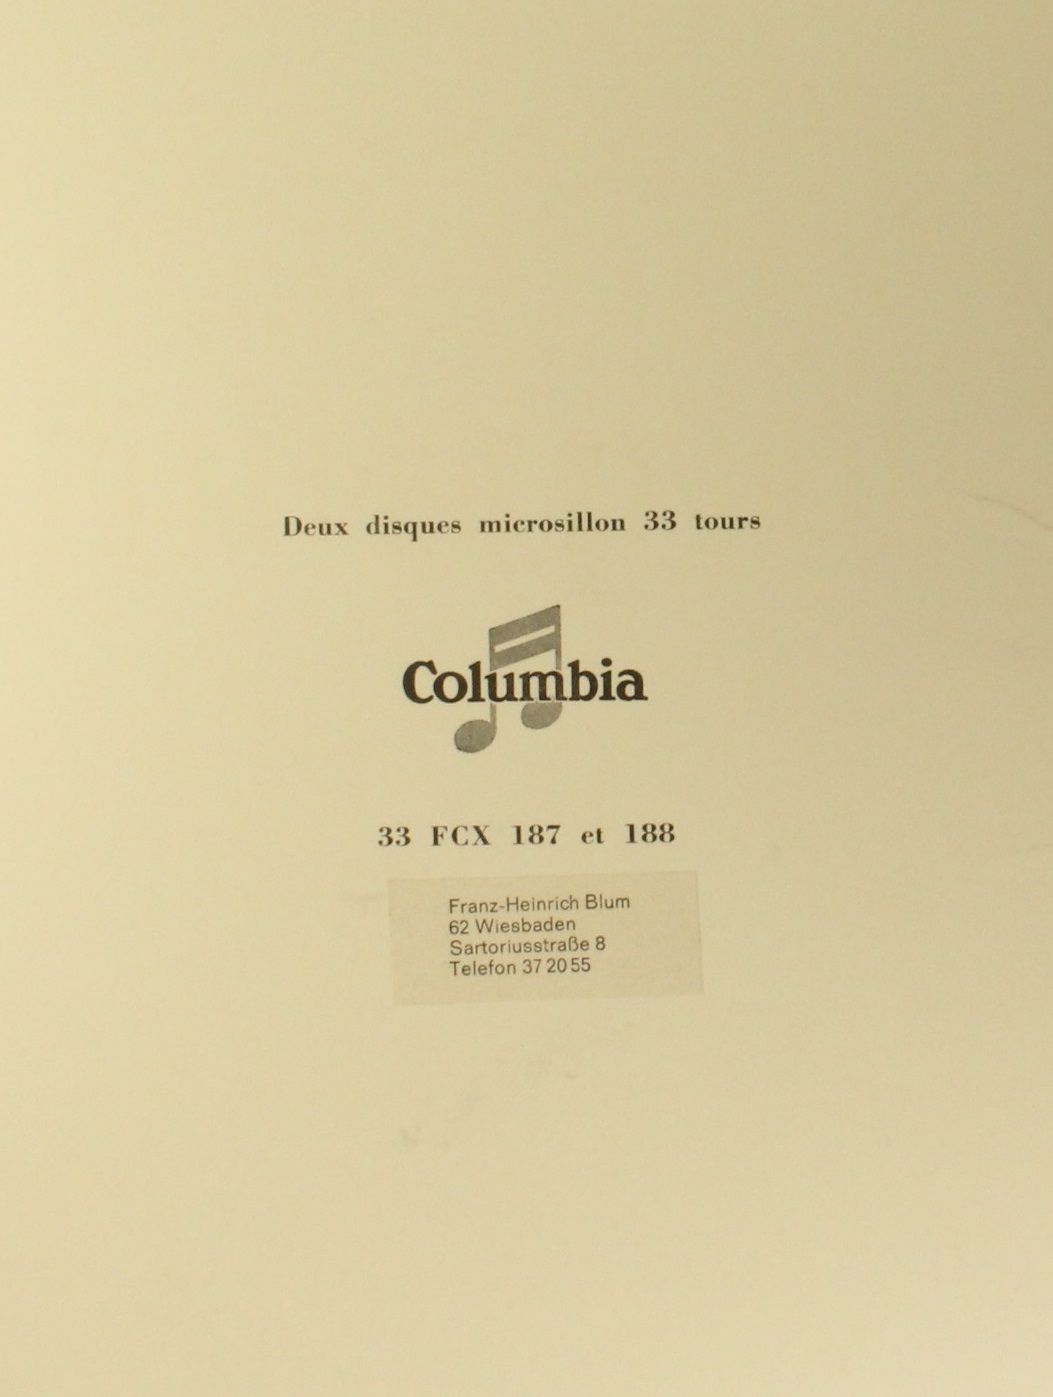 Deux disques microsillon 33 tours
Columbia
33 FCX 187 et 188
Franz-Heinrich Blum
62 Wiesbaden
Sartoriusstraße 8
Telefon 37 20 55